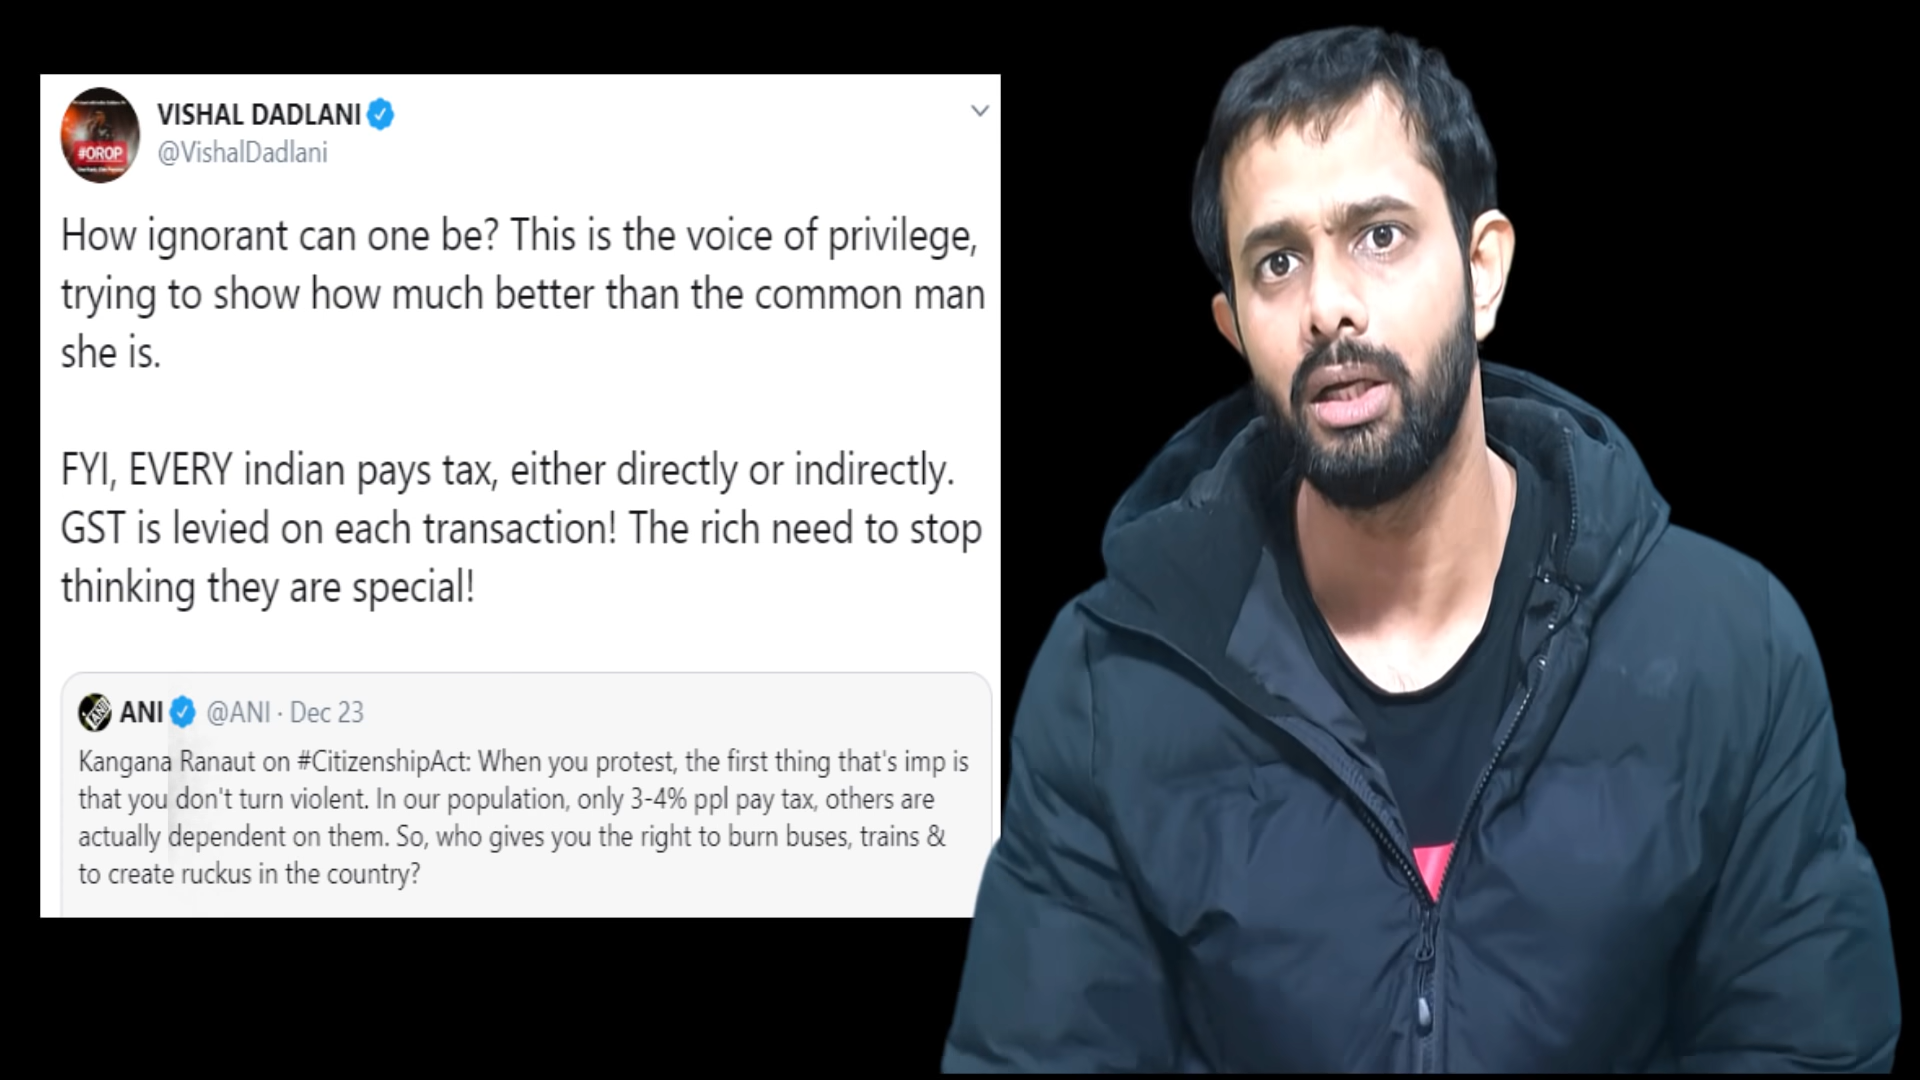 VISHAL DADLANI
@VishalDadlani
#OROP
How ignorant can one be? This is the voice of privilege,
trying to show how much better than the common man
she is.
FYI, EVERY indian pays tax, either directly or indirectly.
GST is levied on each transaction! The rich need to stop
thinking they are special!
ANI @ANI · Dec 23
Kangana Ranaut on #CitizenshipAct: When you protest, the first thing that's imp is
that you don't turn violent. In our population, only 3-4% ppl pay tax, others are
actually dependent on them. So, who gives you the right to burn buses, trains &
to create ruckus in the country?